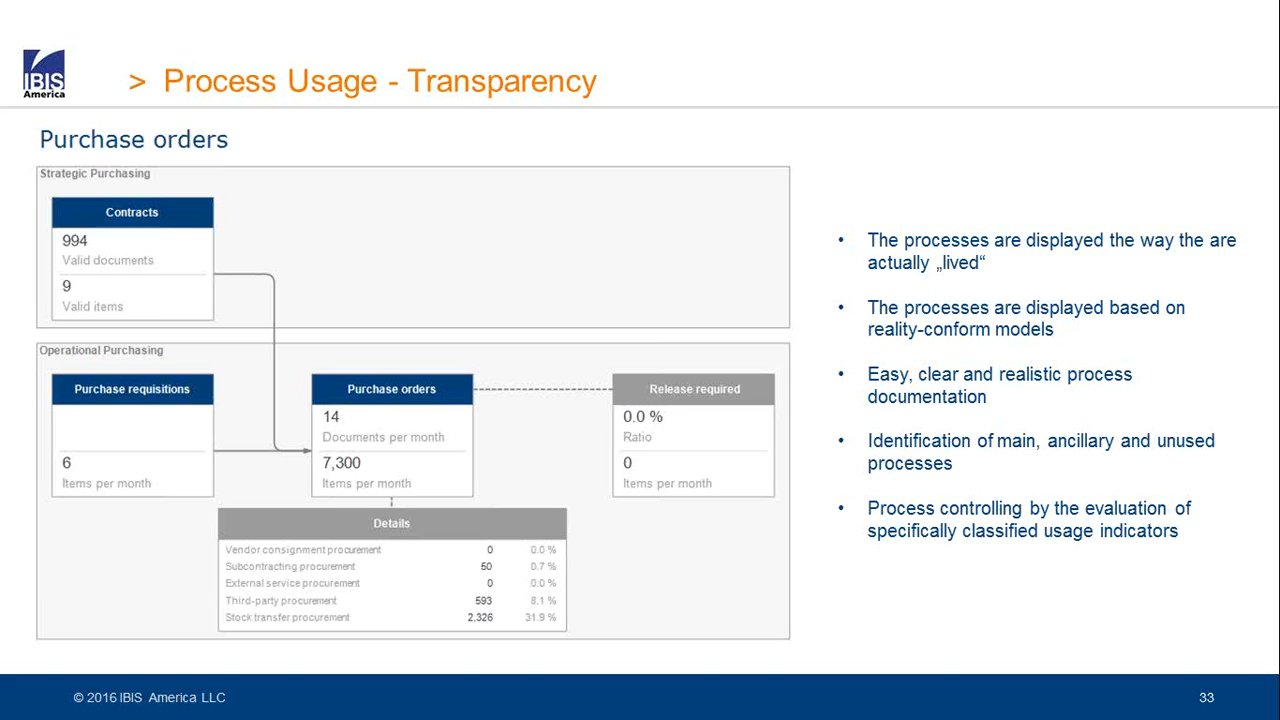 IBIS
America
> Process Usage - Transparency
Purchase orders
Strategic Purchasing
Contracts
994
Valid documents
9
Valid items
Operational Purchasing
Purchase requisitions
6
Items per month
Purchase orders
14
Documents per month
7,300
Items per month
Release required
0.0 %
Ratio
0
Items per month
Details
Vendor consignment procurement 0 0.0 %
Subcontracting procurement 50 0.7 %
External service procurement 0 0.0 %
Third-party procurement 593 8.1 %
Stock transfer procurement 2,326 31.9 %
• The processes are displayed the way the are
actually „lived“
• The processes are displayed based on
reality-conform models
• Easy, clear and realistic process
documentation
• Identification of main, ancillary and unused
processes
• Process controlling by the evaluation of
specifically classified usage indicators
© 2016 IBIS America LLC
33